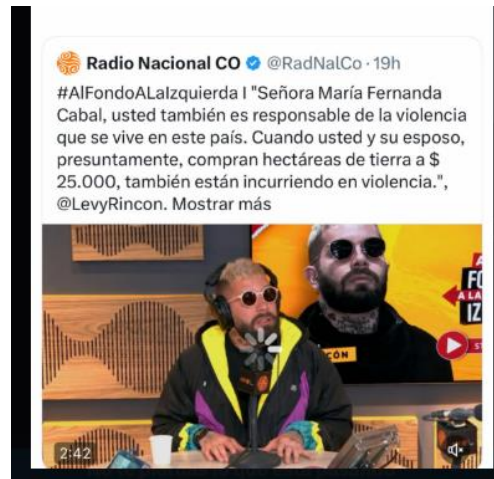 Radio Nacional CO @RadNalCo · 19h
#AlFondoALaIzquierda I "Señora María Fernanda
Cabal, usted también es responsable de la violencia
que se vive en este país. Cuando usted y su esposo,
presuntamente, compran hectáreas de tierra a $
25.000, también están incurriendo en violencia.",
@LevyRincon. Mostrar más
A
FO
A LA
IZ
CÓN
2:42